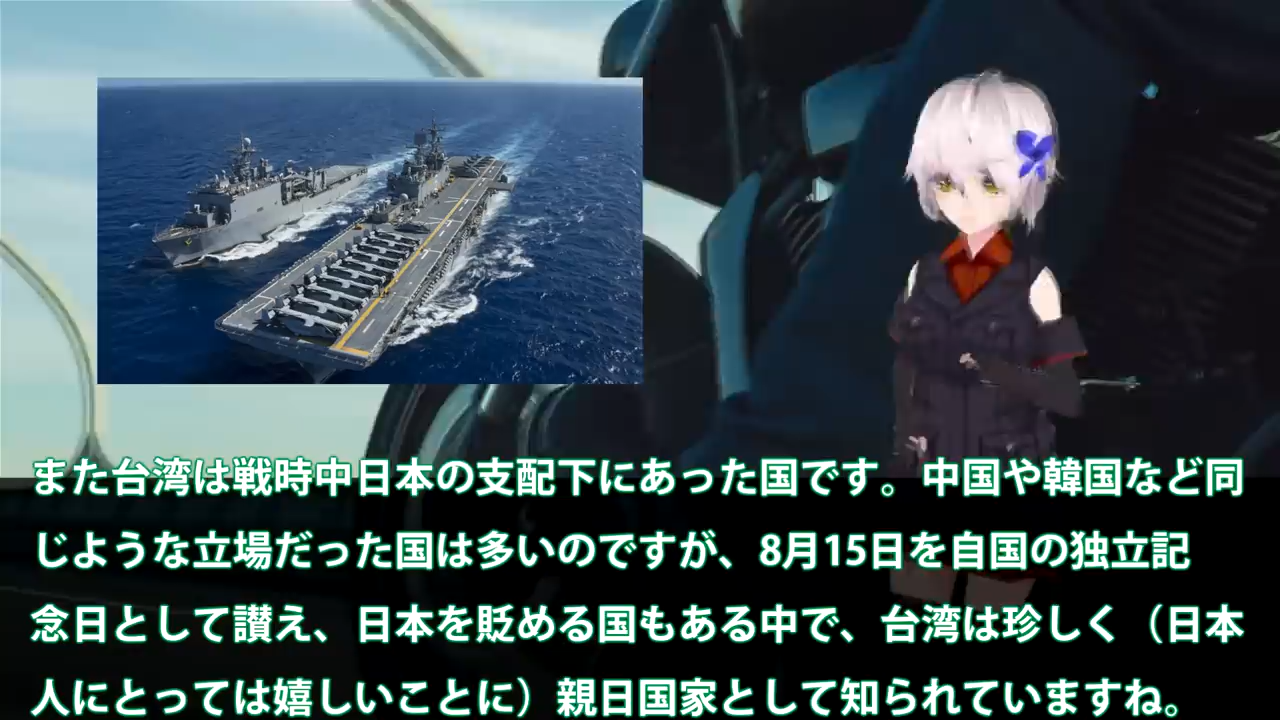 また台湾は戦時中日本の支配下にあった国です。中国や韓国など同
じような立場だった国は多いのですが、8月15日を自国の独立記
念日として讃え、日本を貶める国もある中で、台湾は珍しく（日本
人にとっては嬉しいことに）親日国家として知られていますね。